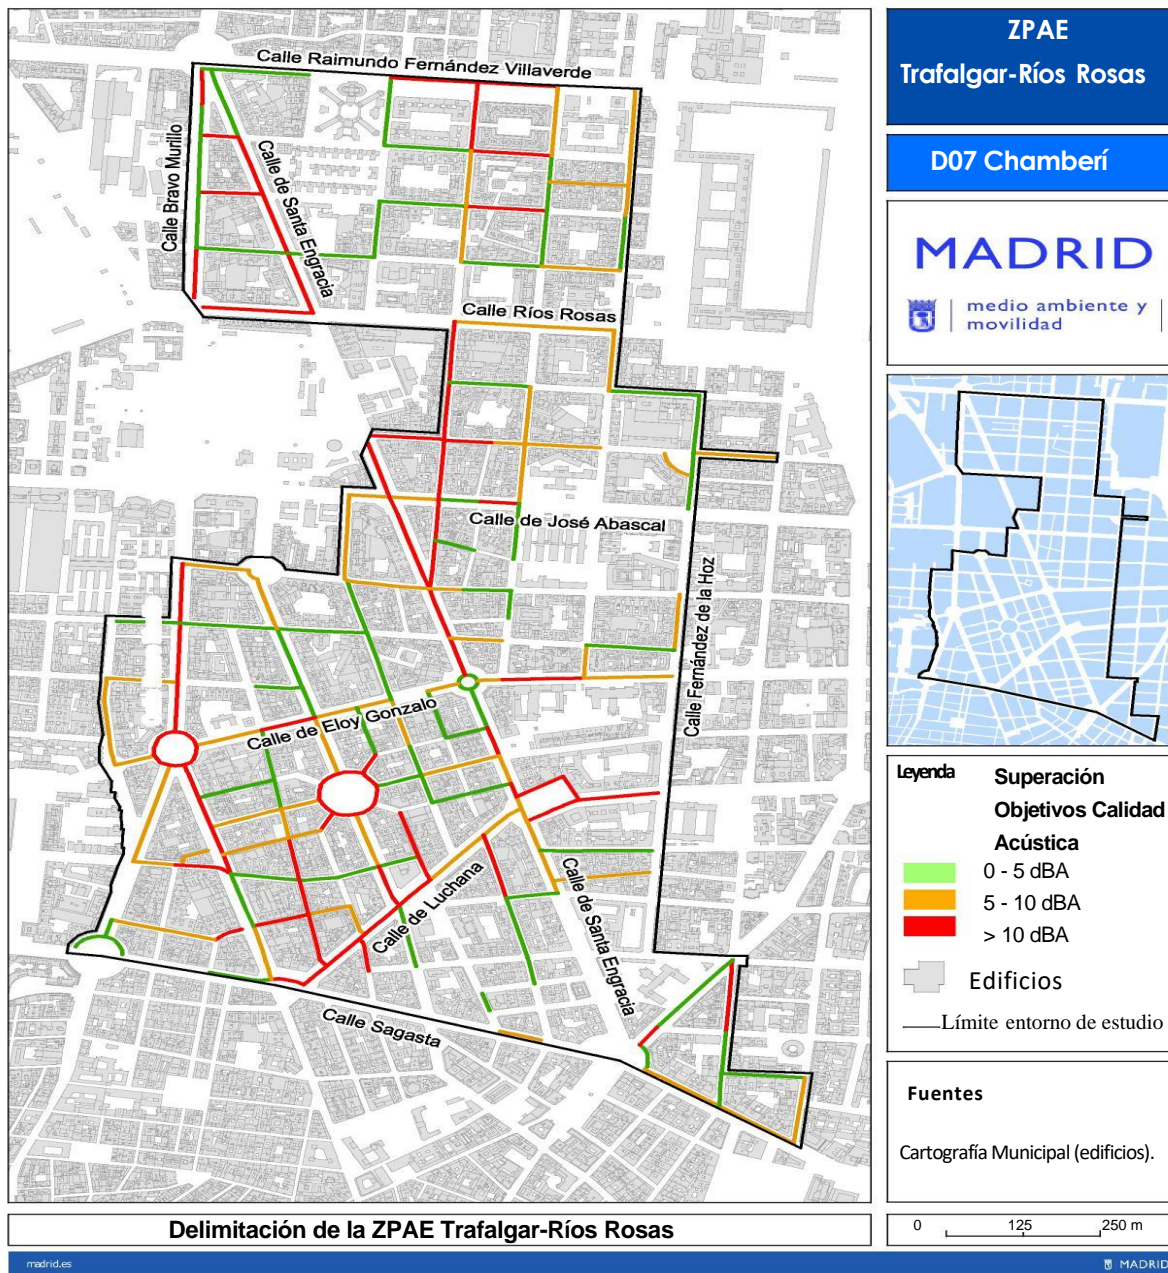 Calle Raimundo Fernández Villaverde
Calle Bravo Murillo
Calle de Santa Engracia
Calle Ríos Rosas
Calle de José Abascal
Calle Fernández de la Hoz
Calle de Eloy Gonzalo
Calle de Luchana
Calle de Santa Engracia
Calle Sagasta
Delimitación de la ZPAE Trafalgar-Ríos Rosas
ZPAE
Trafalgar-Ríos Rosas
D07 Chamberí
MADRID
medio ambiente y
movilidad
Leyenda
Superación
Objetivos Calidad
Acústica
0 - 5 dBA
5 - 10 dBA
> 10 dBA
Edificios
Límite entorno de estudio
Fuentes
Cartografía Municipal (edificios).
0 125 250 m
madrid.es
MADRID